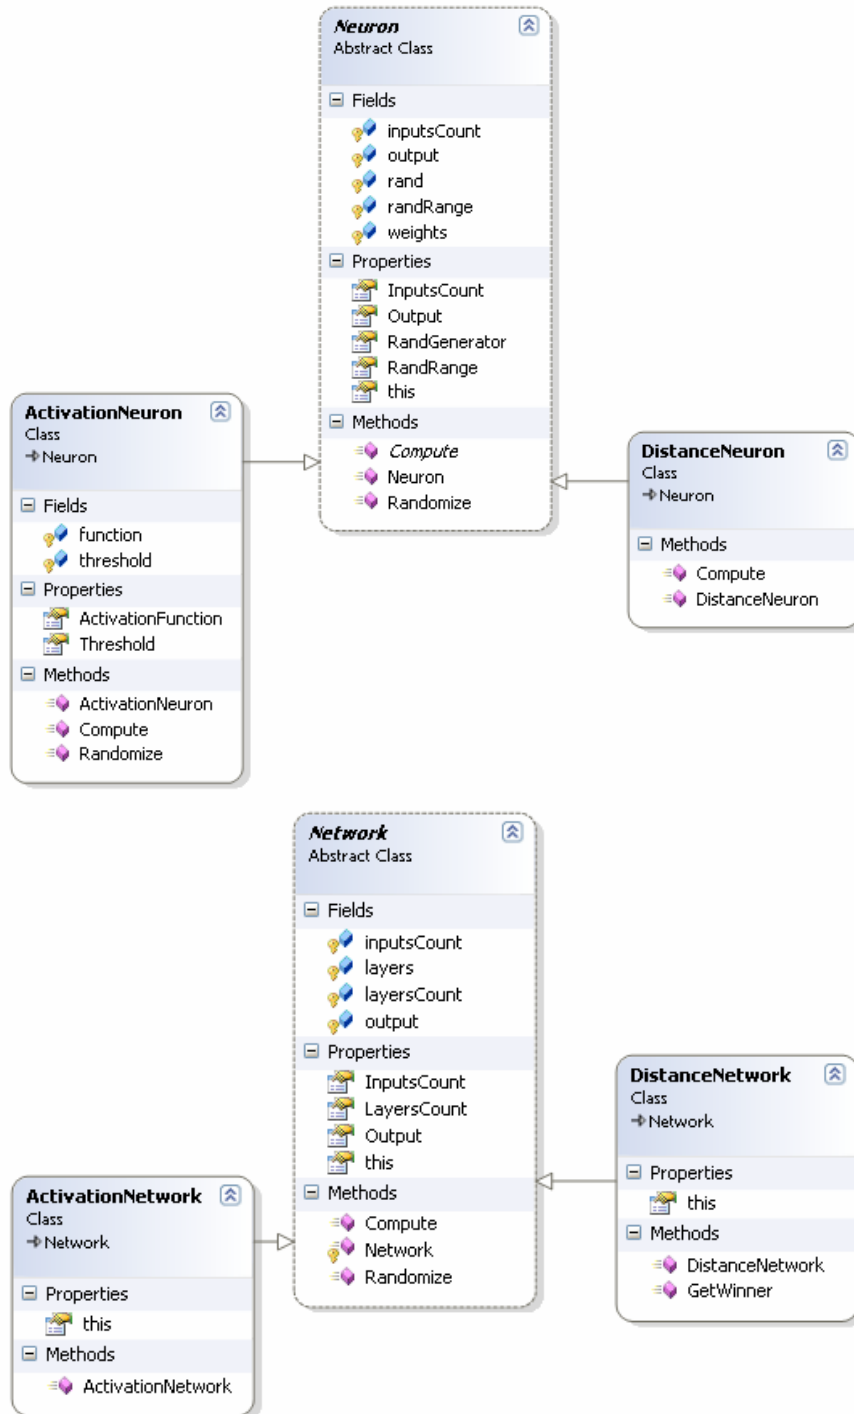 Neuron
Abstract Class
Fields
inputsCount
output
rand
randRange
weights
Properties
InputsCount
Output
RandGenerator
RandRange
this
Methods
Compute
Neuron
Randomize
ActivationNeuron
Class
Neuron
Fields
function
threshold
Properties
ActivationFunction
Threshold
Methods
ActivationNeuron
Compute
Randomize
DistanceNeuron
Class
Neuron
Methods
Compute
DistanceNeuron
Network
Abstract Class
Fields
inputsCount
layers
layersCount
output
Properties
InputsCount
LayersCount
Output
this
Methods
Compute
Network
Randomize
DistanceNetwork
Class
Network
Properties
this
Methods
DistanceNetwork
GetWinner
ActivationNetwork
Class
Network
Properties
this
Methods
ActivationNetwork